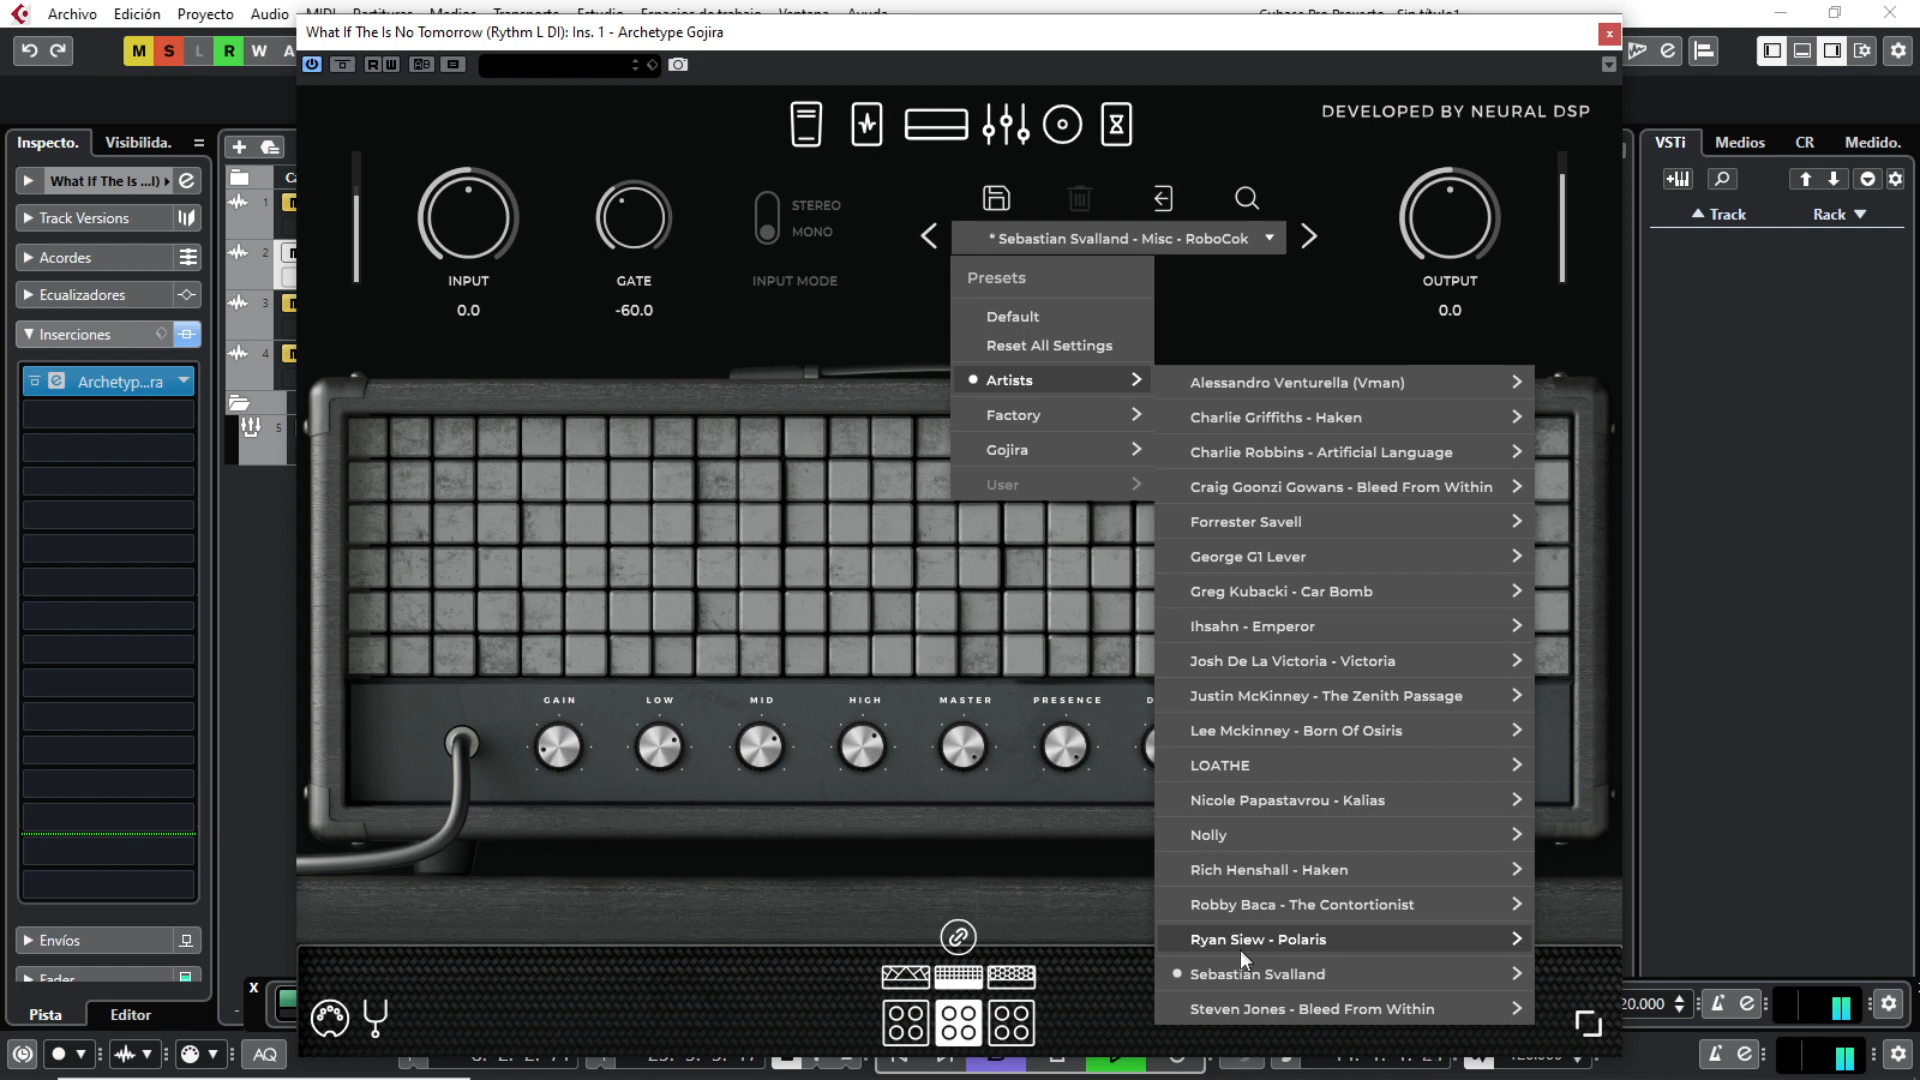 Archivo Edición Proyecto Audio
What If The Is No Tomorrow (Rythm L DI): Ins. 1 - Archetype Gojira
M S L R W A
R W
DEVELOPED BY NEURAL DSP
Inspecto. Visibilida.
VSTi Medios CR Medido.
What If The Is ...l)
Track Versions
Acordes
Ecualizadores
Inserciones
Archetyp...ra
Envíos
Pista Editor
AQ
1
2
3
4
5
Track Rack
INPUT
0.0
GATE
-60.0
STEREO
MONO
INPUT MODE
* Sebastian Svalland - Misc - RoboCok
OUTPUT
0.0
Presets
Default
Reset All Settings
Artists
Factory
Gojira
User
Alessandro Venturella (Vman)
Charlie Griffiths - Haken
Charlie Robbins - Artificial Language
Craig Goonzi Gowans - Bleed From Within
Forrester Savell
George G1 Lever
Greg Kubacki - Car Bomb
Ihsahn - Emperor
Josh De La Victoria - Victoria
Justin McKinney - The Zenith Passage
Lee Mckinney - Born Of Osiris
LOATHE
Nicole Papastavrou - Kalias
Nolly
Rich Henshall - Haken
Robby Baca - The Contortionist
Ryan Siew - Polaris
Sebastian Svalland
Steven Jones - Bleed From Within
GAIN LOW MID HIGH MASTER PRESENCE D
X
20.000